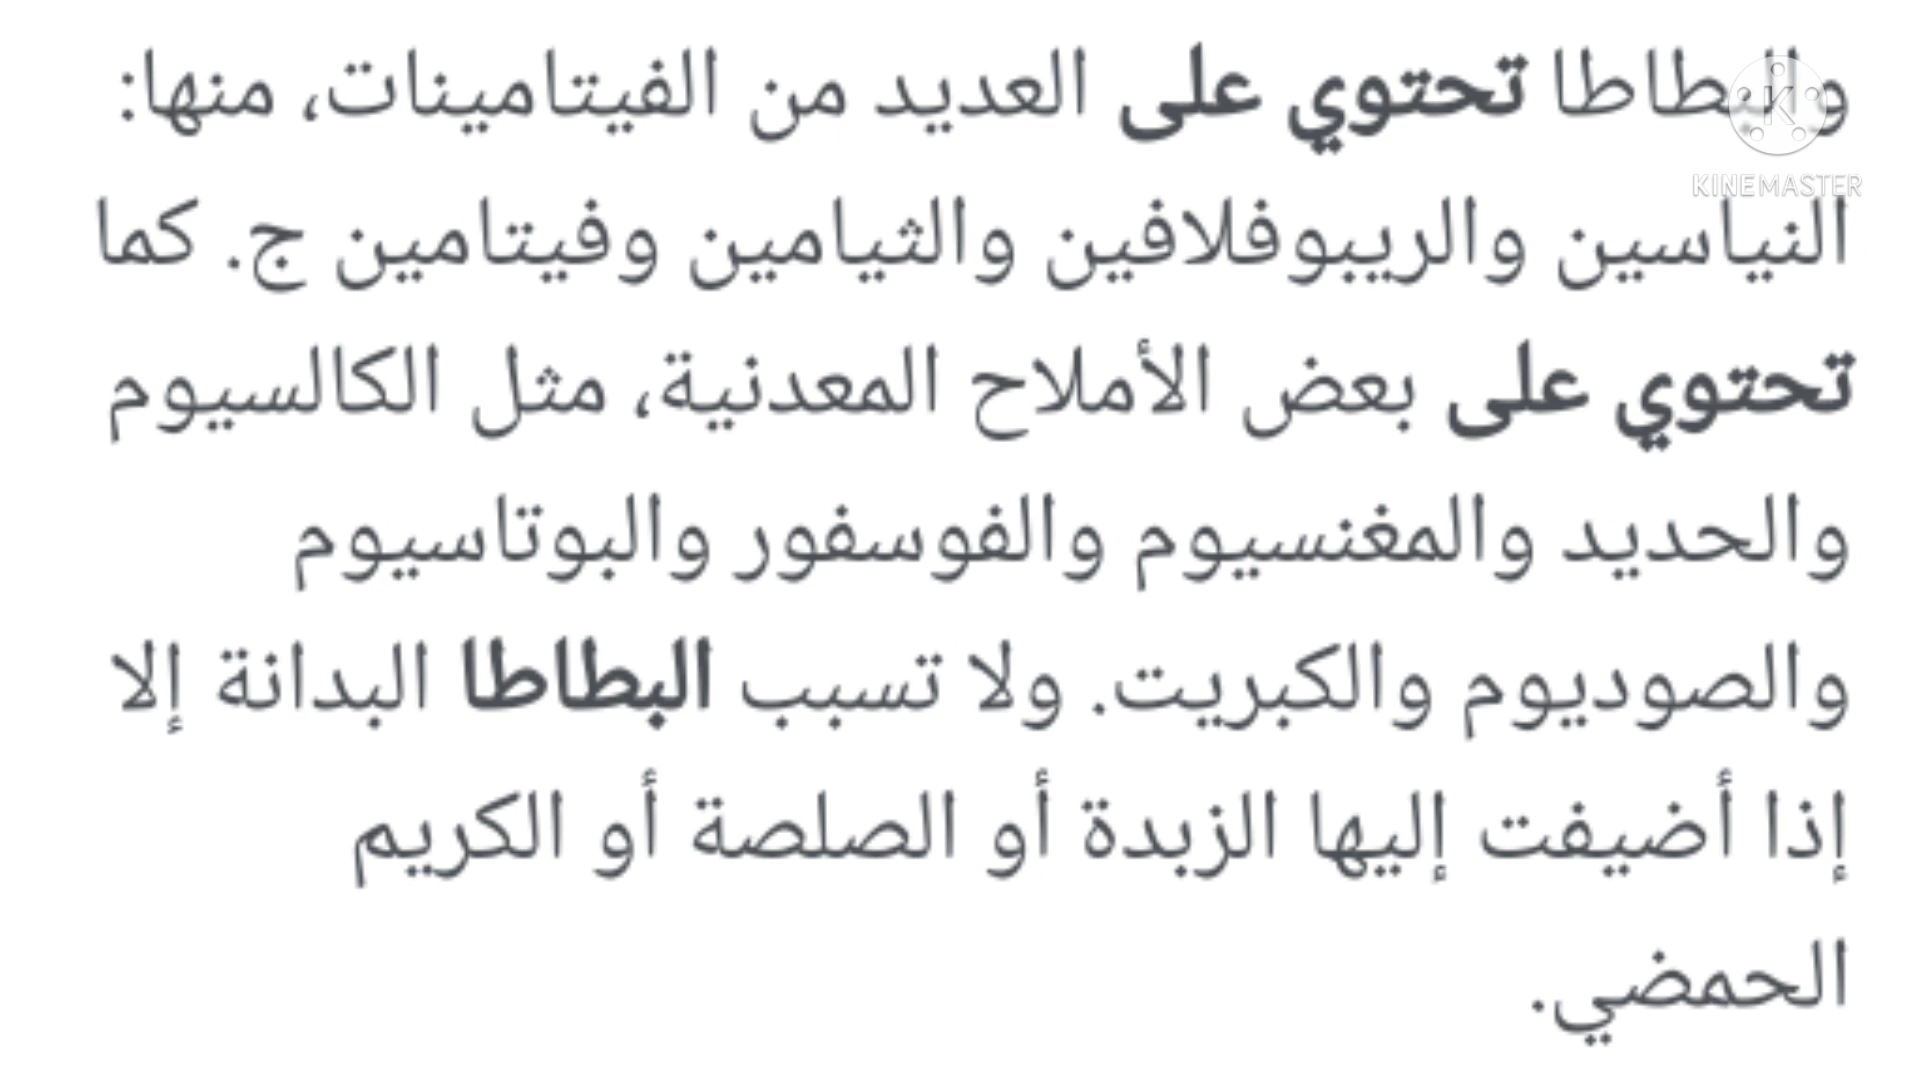 والبطاطا تحتوي على العديد من الفيتامينات، منها:
KINEMASTER
النياسين والريبوفلافين والثيامين وفيتامين ج. كما
تحتوي على بعض الأملاح المعدنية، مثل الكالسيوم
والحديد والمغنسيوم والفوسفور والبوتاسيوم
والصوديوم والكبريت. ولا تسبب البطاطا البدانة إلا
إذا أضيفت إليها الزبدة أو الصلصة أو الكريم
الحمضي.